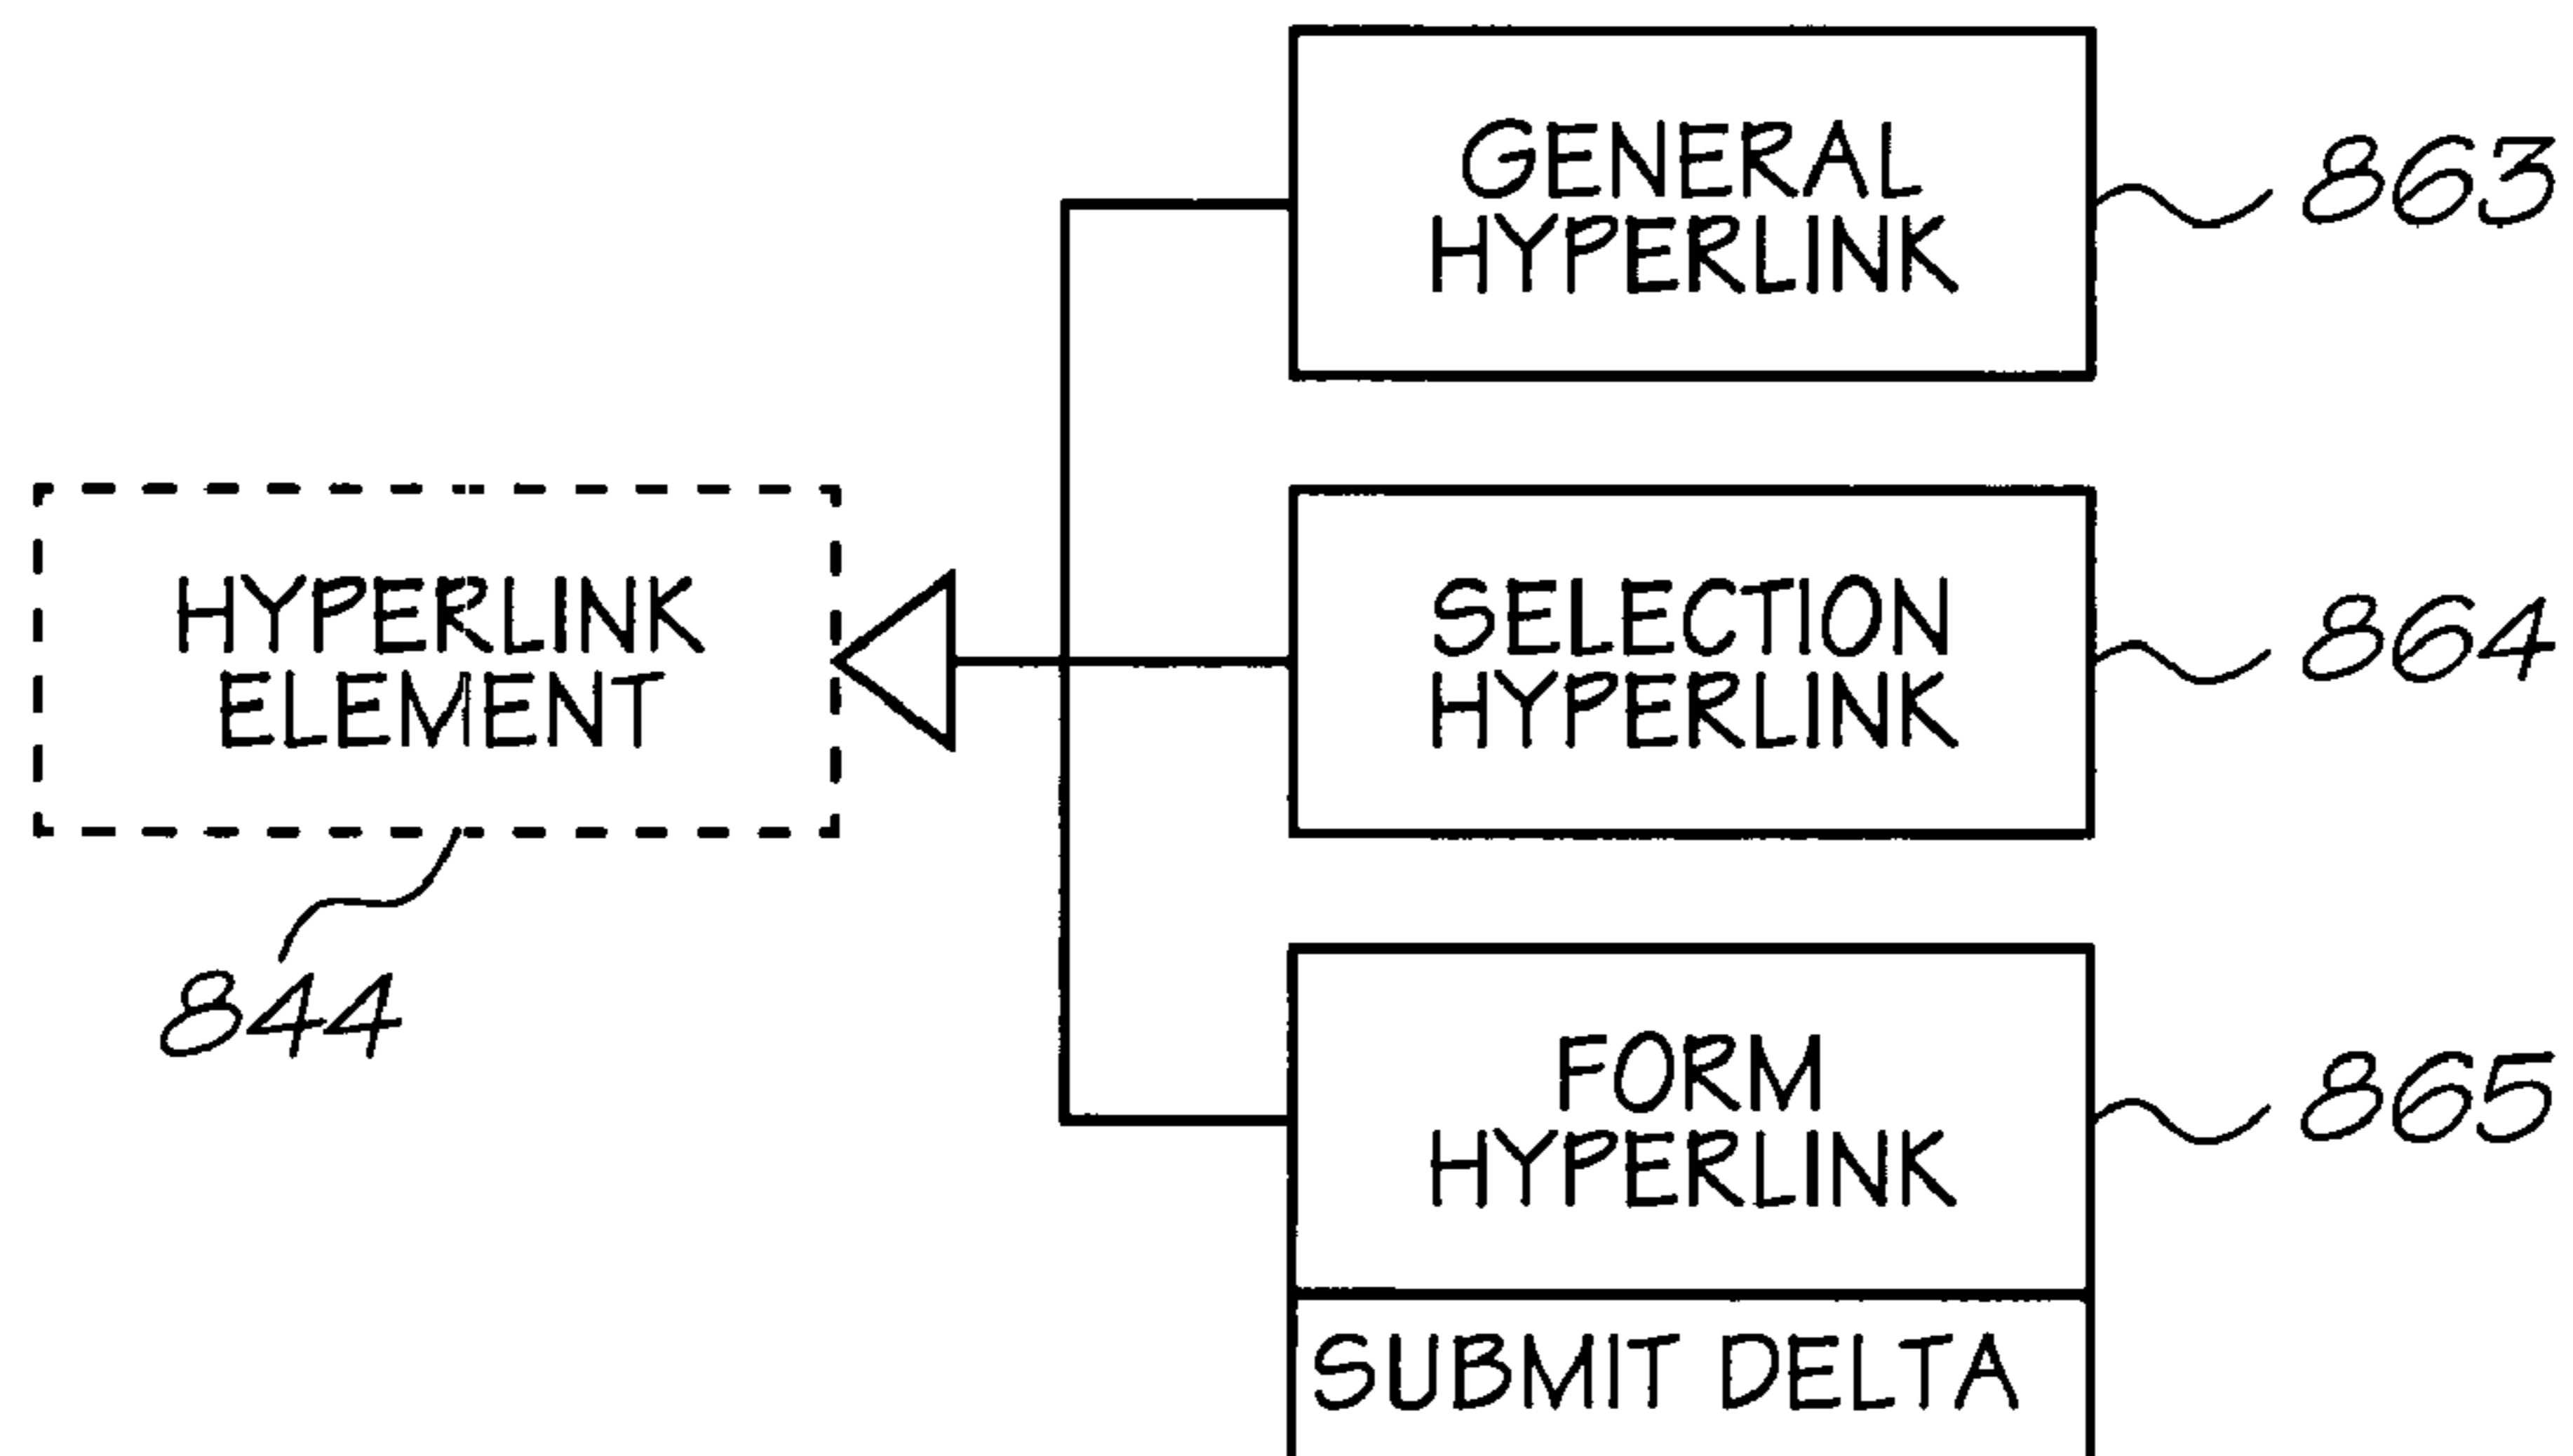 GENERAL
HYPERLINK
863
HYPERLINK
ELEMENT
844
SELECTION
HYPERLINK
864
FORM
HYPERLINK
865
SUBMIT DELTA